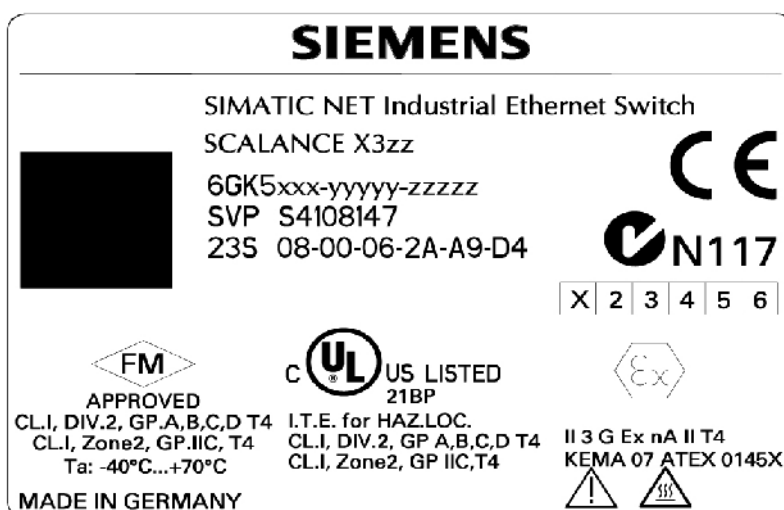 SIEMENS
SIMATIC NET Industrial Ethernet Switch
SCALANCE X3zz
6GK5xxx-yyyyy-zzzzz
SVP S4108147
23S 08-00-06-2A-A9-D4
CE
N117
X 2 3 4 5 6
FM
APPROVED
CL.I, DIV.2, GP.A,B,C,D T4
CL.I, Zone2, GP.IIC, T4
Ta: -40°C...+70°C
C UL ® US LISTED
21BP
I.T.E. for HAZ.LOC.
CL.I, DIV.2, GP A,B,C,D T4
CL.I, Zone2, GP IIC,T4
Ex
II 3 G Ex nA II T4
KEMA 07 ATEX 0145X
MADE IN GERMANY